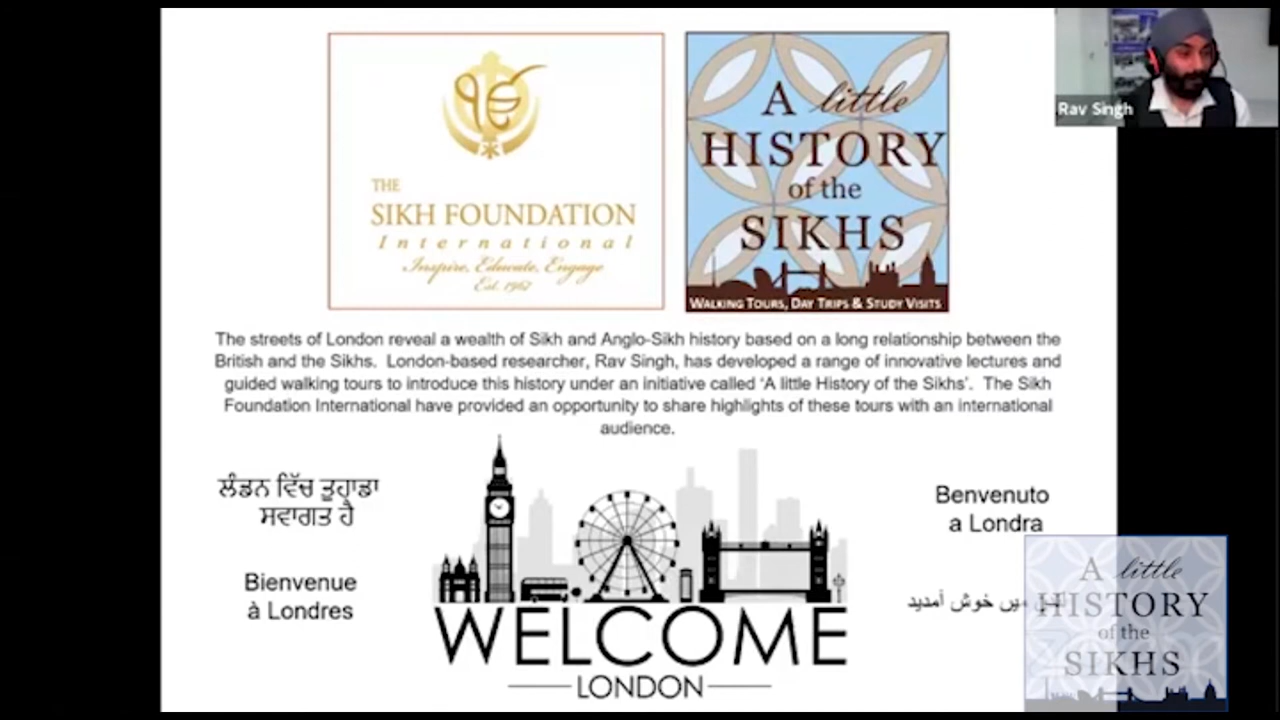 THE
SIKH FOUNDATION
International
Inspire, Educate, Engage
Est. 1967
A little
HISTORY
of the
SIKHS
WALKING TOURS, DAY TRIPS & STUDY VISITS
Rav Singh
The streets of London reveal a wealth of Sikh and Anglo-Sikh history based on a long relationship between the
British and the Sikhs. London-based researcher, Rav Singh, has developed a range of innovative lectures and
guided walking tours to introduce this history under an initiative called ‘A little History of the Sikhs’. The Sikh
Foundation International have provided an opportunity to share highlights of these tours with an international
audience.
ਲੰਡਨ ਵਿੱਚ ਤੁਹਾਡਾ
ਸਵਾਗਤ ਹੈ
Bienvenue
à Londres
WELCOME
LONDON
Benvenuto
a Londra
میں خوش آمدید
A little
HISTORY
of the
SIKHS